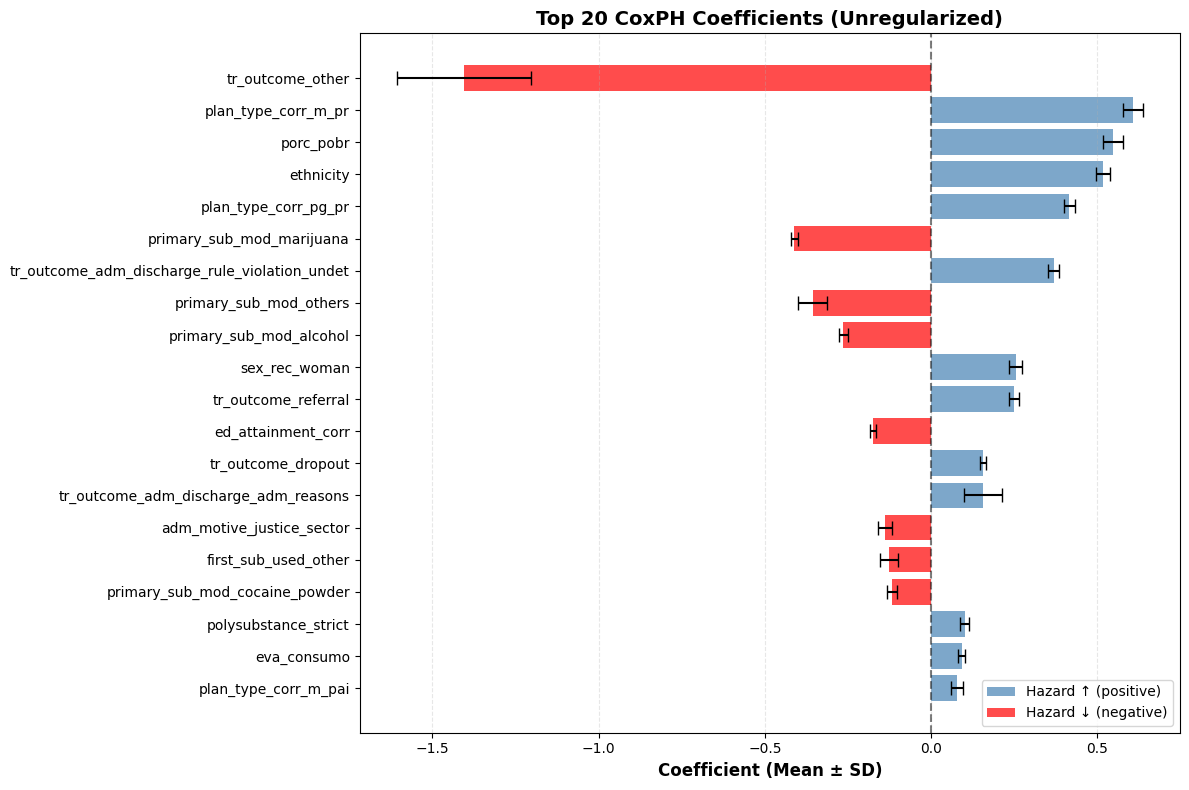 Top 20 CoxPH Coefficients (Unregularized)
tr_outcome_other
plan_type_corr_m_pr
porc_pobr
ethnicity
plan_type_corr_pg_pr
primary_sub_mod_marijuana
tr_outcome_adm_discharge_rule_violation_undet
primary_sub_mod_others
primary_sub_mod_alcohol
sex_rec_woman
tr_outcome_referral
ed_attainment_corr
tr_outcome_dropout
tr_outcome_adm_discharge_adm_reasons
adm_motive_justice_sector
first_sub_used_other
primary_sub_mod_cocaine_powder
polysubstance_strict
eva_consumo
plan_type_corr_m_pai
Hazard ↑ (positive)
Hazard ↓ (negative)
−1.5 −1.0 −0.5 0.0 0.5
Coefficient (Mean ± SD)